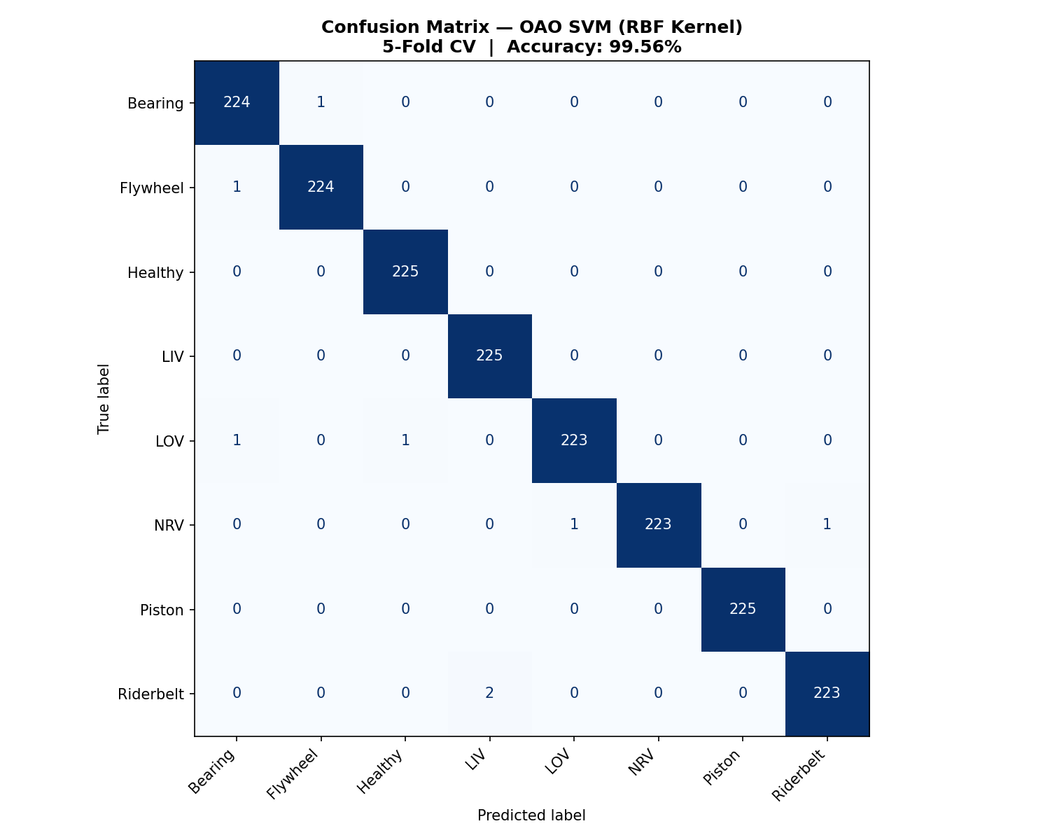 Confusion Matrix — OAO SVM (RBF Kernel)
5-Fold CV | Accuracy: 99.56%
True label
Bearing 224 1 0 0 0 0 0 0
Flywheel 1 224 0 0 0 0 0 0
Healthy 0 0 225 0 0 0 0 0
LIV 0 0 0 225 0 0 0 0
LOV 1 0 1 0 223 0 0 0
NRV 0 0 0 0 1 223 0 1
Piston 0 0 0 0 0 0 225 0
Riderbelt 0 0 0 2 0 0 0 223
Bearing Flywheel Healthy LIV LOV NRV Piston Riderbelt
Predicted label